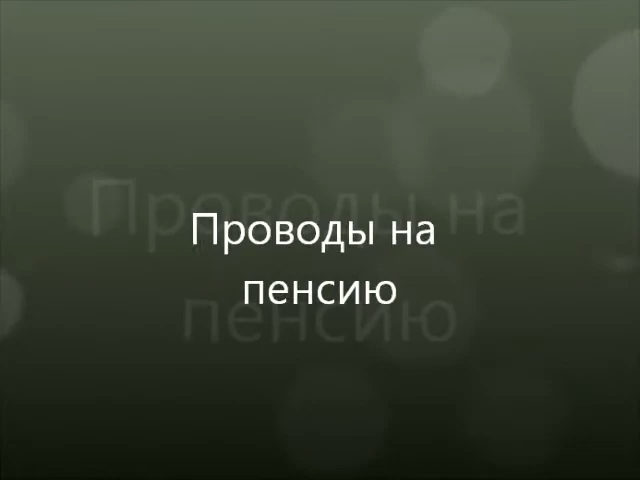 Проводы на
пенсию